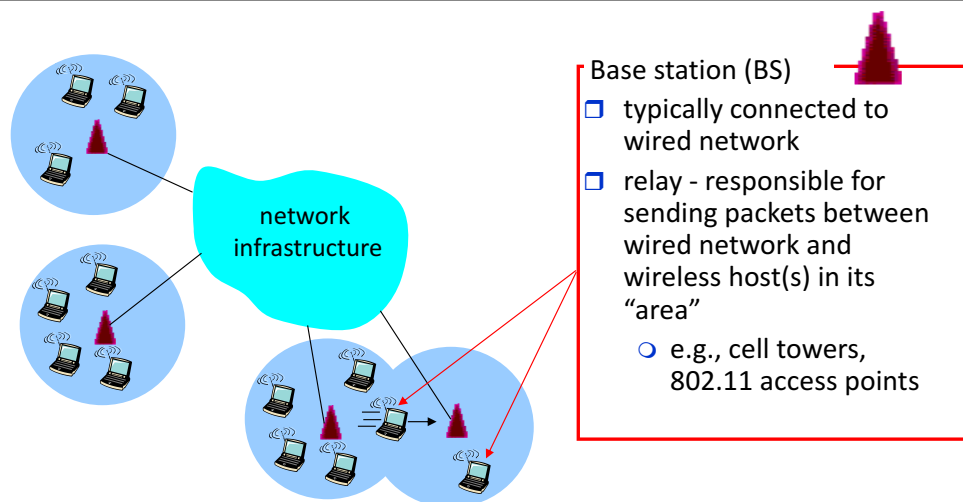 network
infrastructure
Base station (BS)
typically connected to
wired network
relay - responsible for
sending packets between
wired network and
wireless host(s) in its
“area”
e.g., cell towers,
802.11 access points